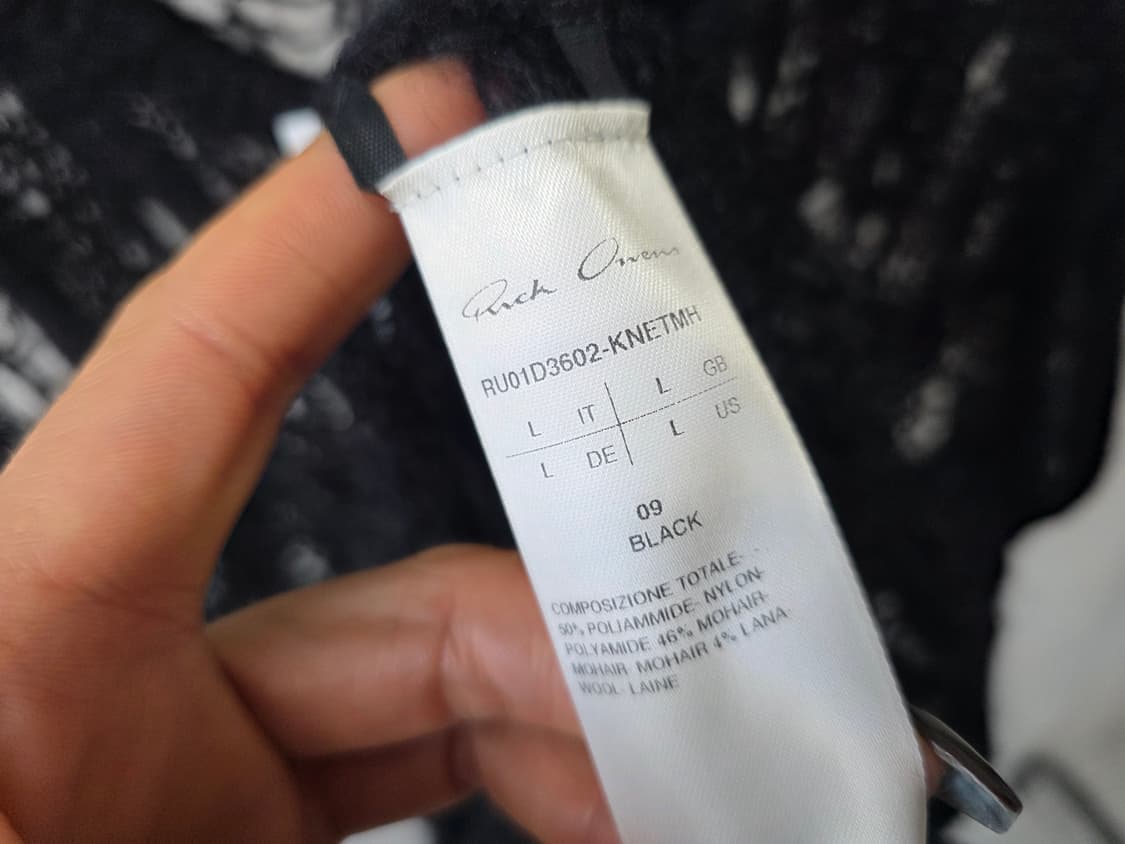 Rick Owens
RU01D3602-KNETMH
L IT L GB
L DE L US
09
BLACK
COMPOSIZIONE TOTALE-
50% POLIAMMIDE- NYLON-
POLYAMIDE 46% MOHAIR-
MOHAIR- MOHAIR 4% LANA-
WOOL- LAINE